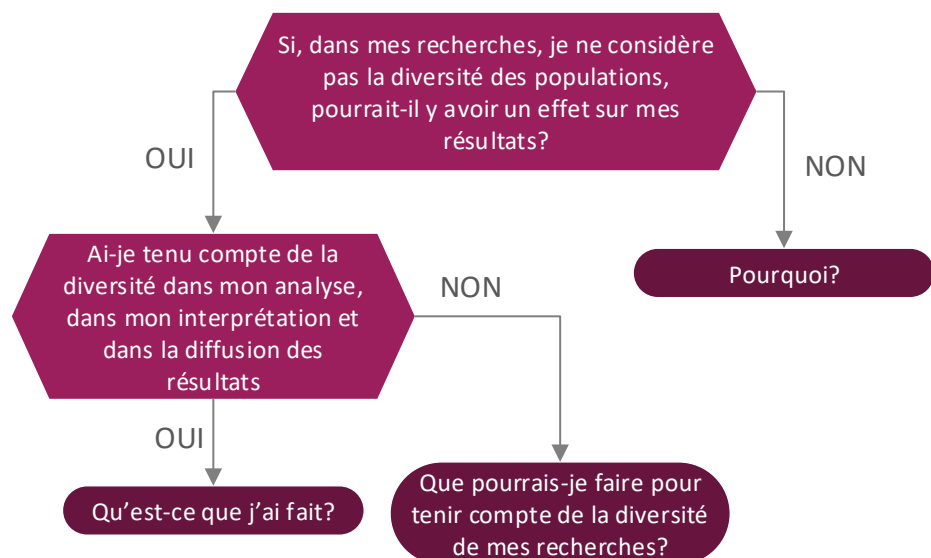 Si, dans mes recherches, je ne considère
pas la diversité des populations,
pourrait-il y avoir un effet sur mes
résultats?
OUI
NON
Ai-je tenu compte de la
diversité dans mon analyse,
dans mon interprétation et
dans la diffusion des
résultats
NON
Pourquoi?
OUI
Qu’est-ce que j’ai fait?
Que pourrais-je faire pour
tenir compte de la diversité
de mes recherches?